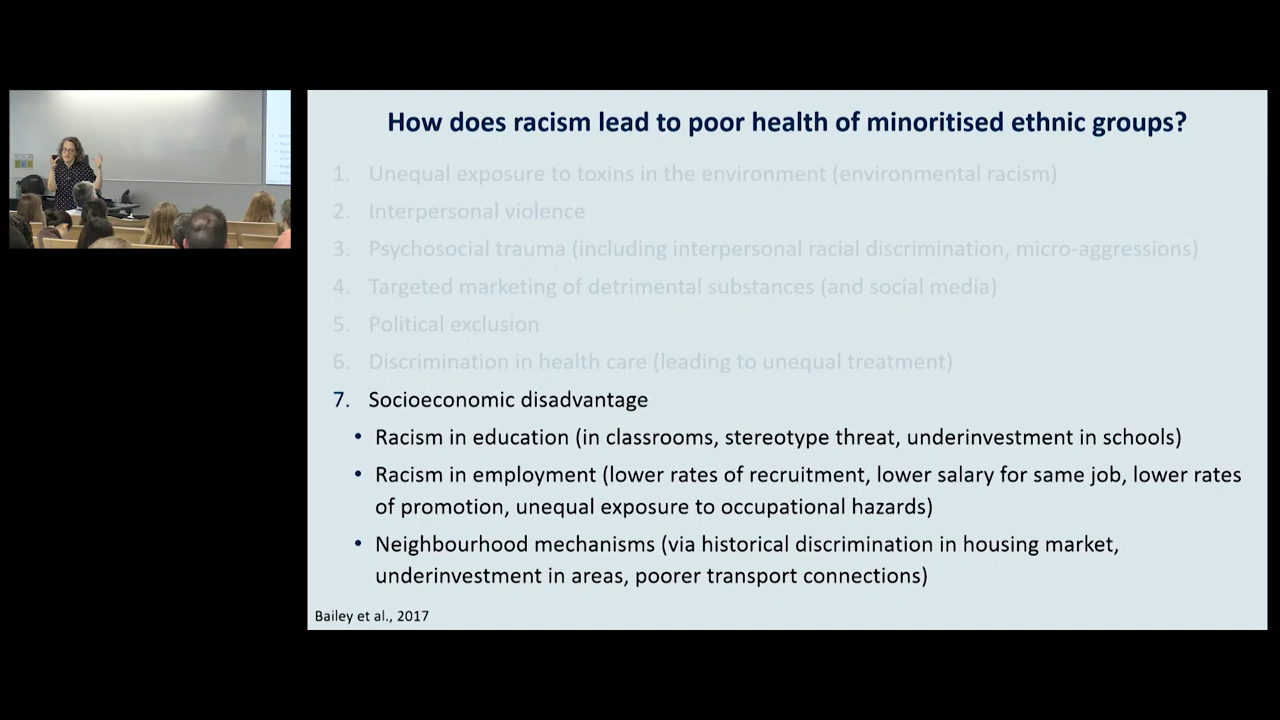 How does racism lead to poor health of minoritised ethnic groups?
1. Unequal exposure to toxins in the environment (environmental racism)
2. Interpersonal violence
3. Psychosocial trauma (including interpersonal racial discrimination, micro-aggressions)
4. Targeted marketing of detrimental substances (and social media)
5. Political exclusion
6. Discrimination in health care (leading to unequal treatment)
7. Socioeconomic disadvantage
• Racism in education (in classrooms, stereotype threat, underinvestment in schools)
• Racism in employment (lower rates of recruitment, lower salary for same job, lower rates
of promotion, unequal exposure to occupational hazards)
• Neighbourhood mechanisms (via historical discrimination in housing market,
underinvestment in areas, poorer transport connections)
Bailey et al., 2017